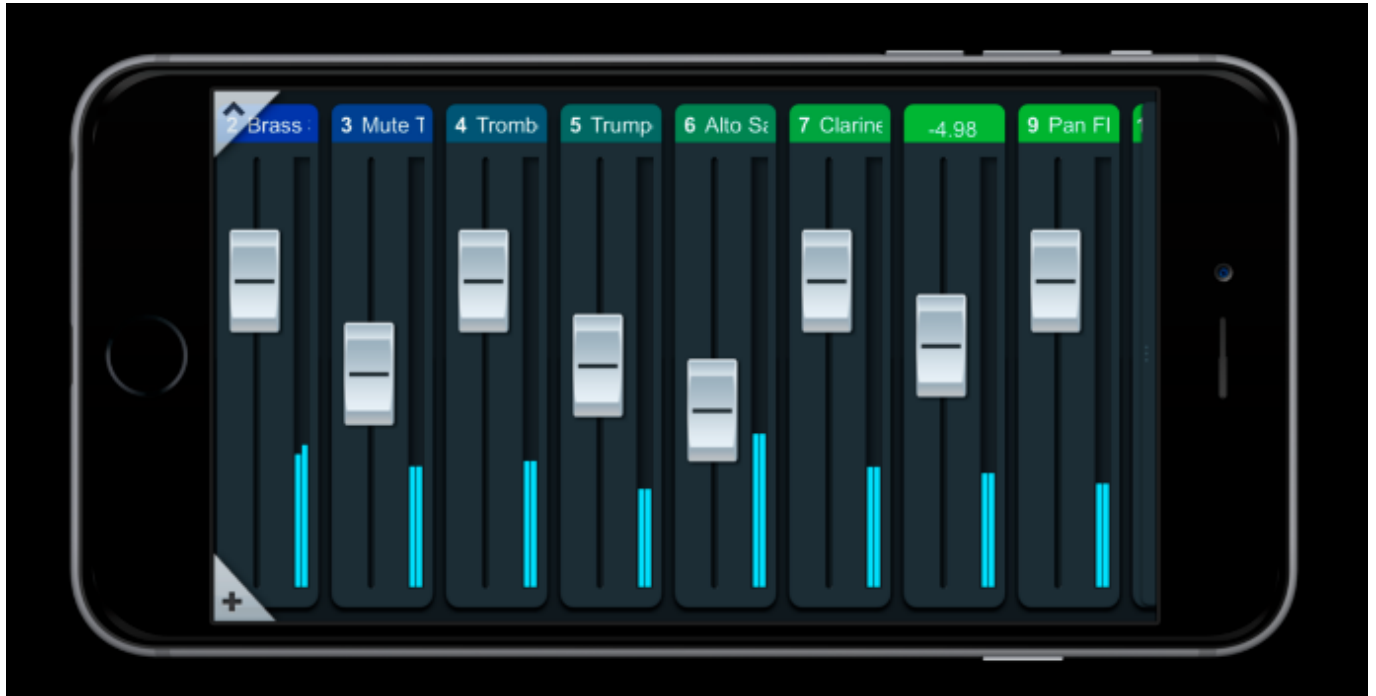 2 Brass
3 Mute T
4 Tromb
5 Trump
6 Alto Sa
7 Clarine
-4.98
9 Pan Fl